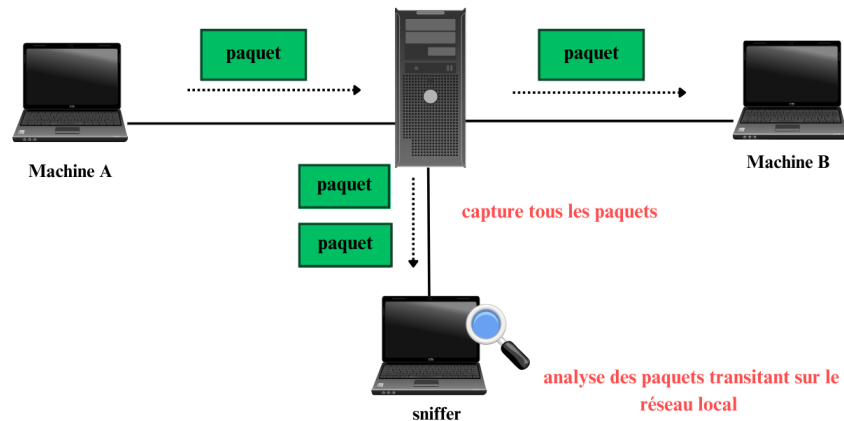 paquet
paquet
Machine A
Machine B
paquet
capture tous les paquets
paquet
analyse des paquets transitant sur le
réseau local
sniffer